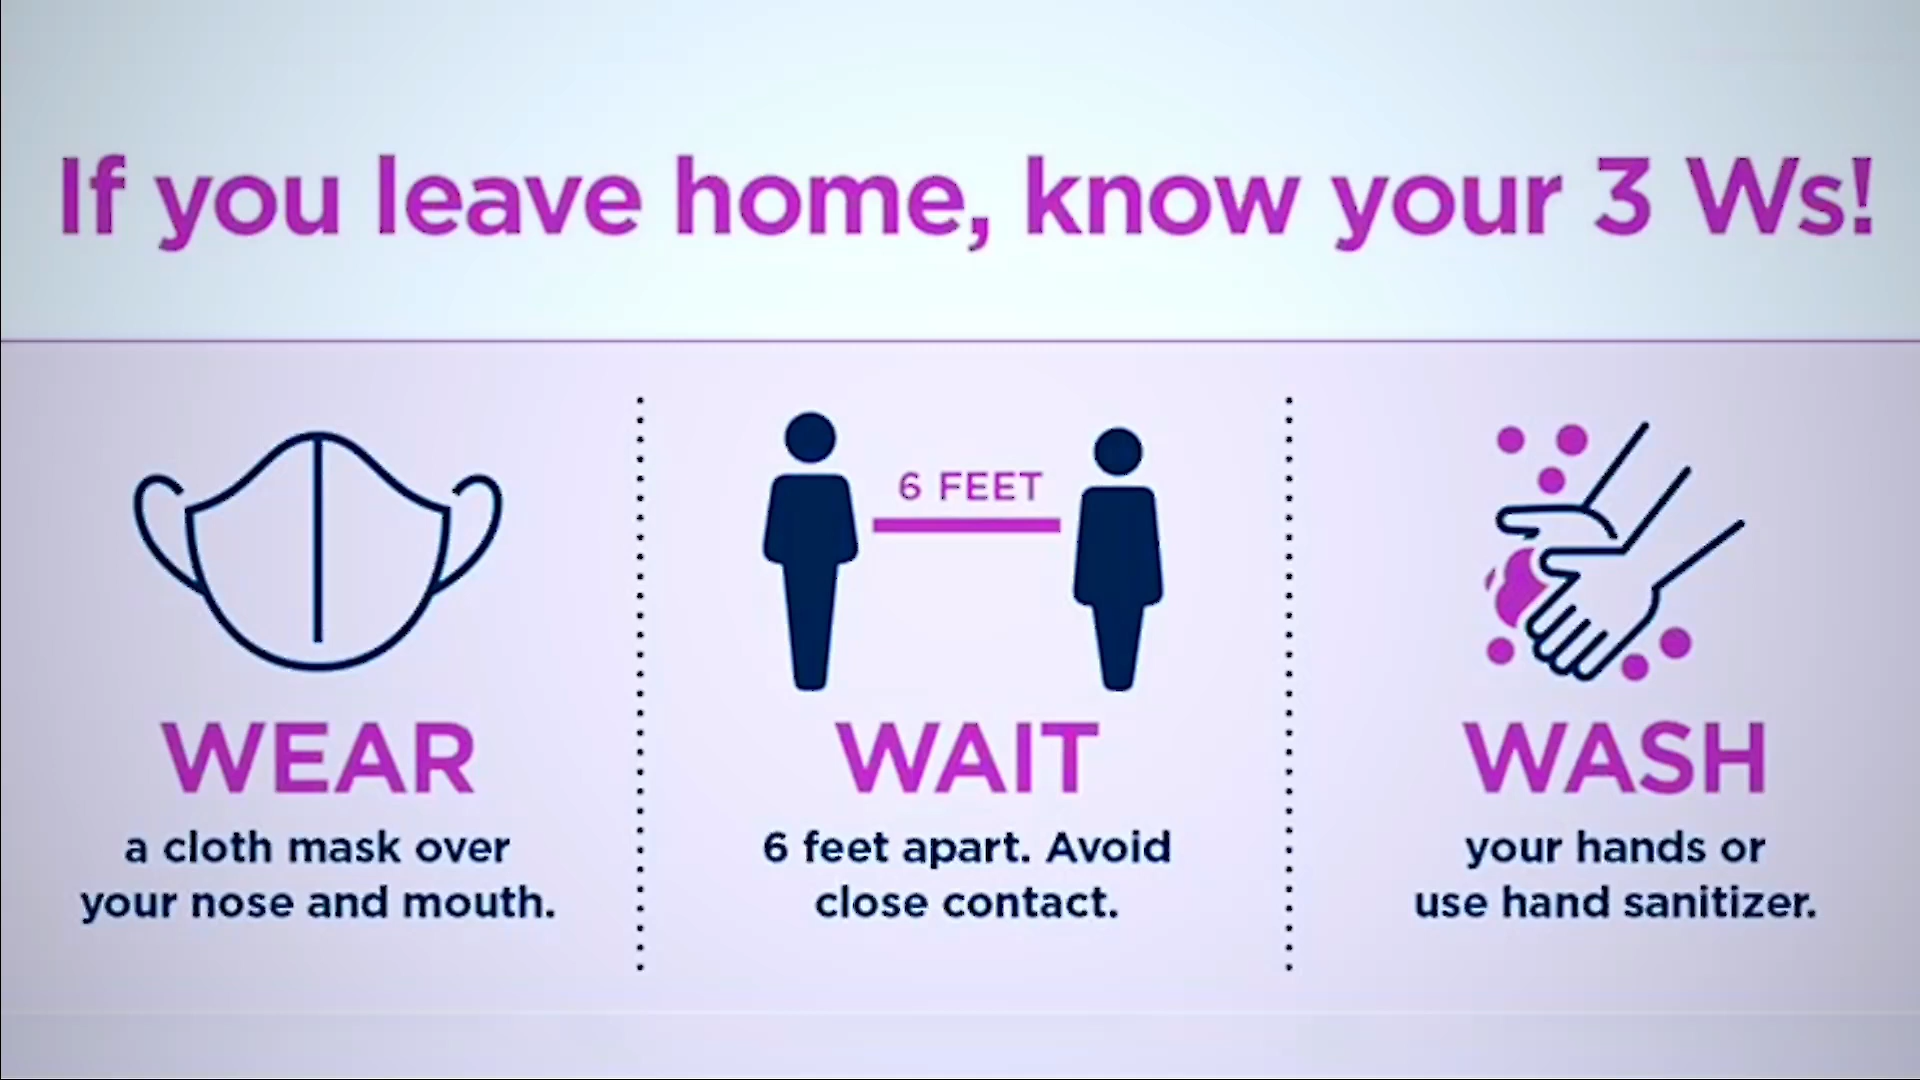 If you leave home, know your 3 Ws!
6 FEET
WEAR
a cloth mask over
your nose and mouth.
WAIT
6 feet apart. Avoid
close contact.
WASH
your hands or
use hand sanitizer.